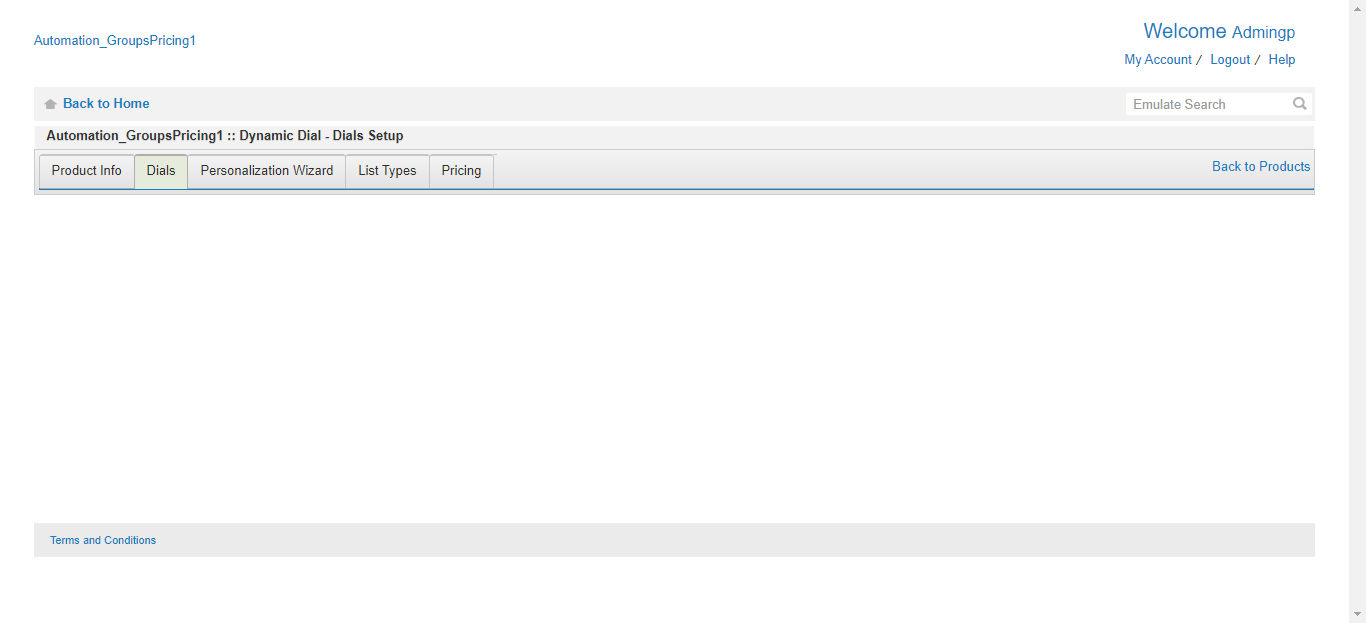 Automation_GroupsPricing1
Welcome Admingp
My Account / Logout / Help
Back to Home
Emulate Search
Automation_GroupsPricing1 :: Dynamic Dial - Dials Setup
Product Info Dials Personalization Wizard List Types Pricing Back to Products
Terms and Conditions